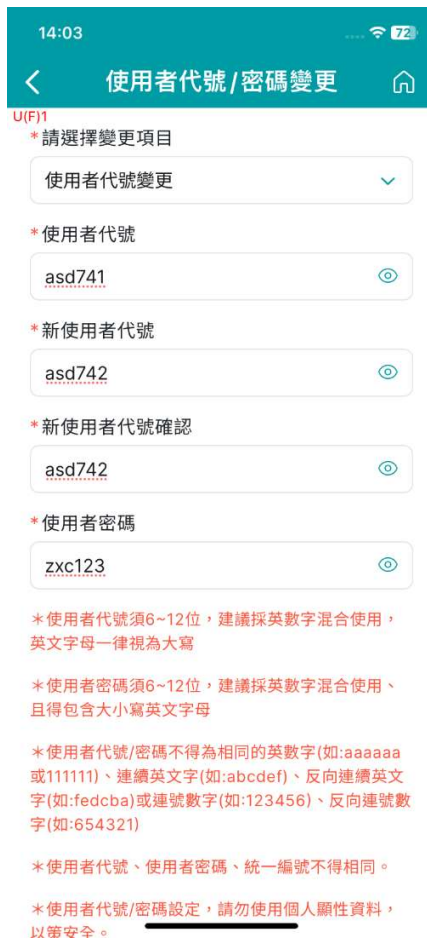 14:03
72
使用者代號/密碼變更
U(F)1
*請選擇變更項目
使用者代號變更
*使用者代號
asd741
*新使用者代號
asd742
*新使用者代號確認
asd742
*使用者密碼
zxc123
＊使用者代號須6~12位，建議採英數字混合使用，
英文字母一律視為大寫
＊使用者密碼須6~12位，建議採英數字混合使用、
且得包含大小寫英文字母
＊使用者代號/密碼不得為相同的英數字(如:aaaaaa
或111111)、連續英文字(如:abcdef)、反向連續英文
字(如:fedcba)或連號數字(如:123456)、反向連號數
字(如:654321)
＊使用者代號、使用者密碼、統一編號不得相同。
＊使用者代號/密碼設定，請勿使用個人顯性資料，
以策安全。